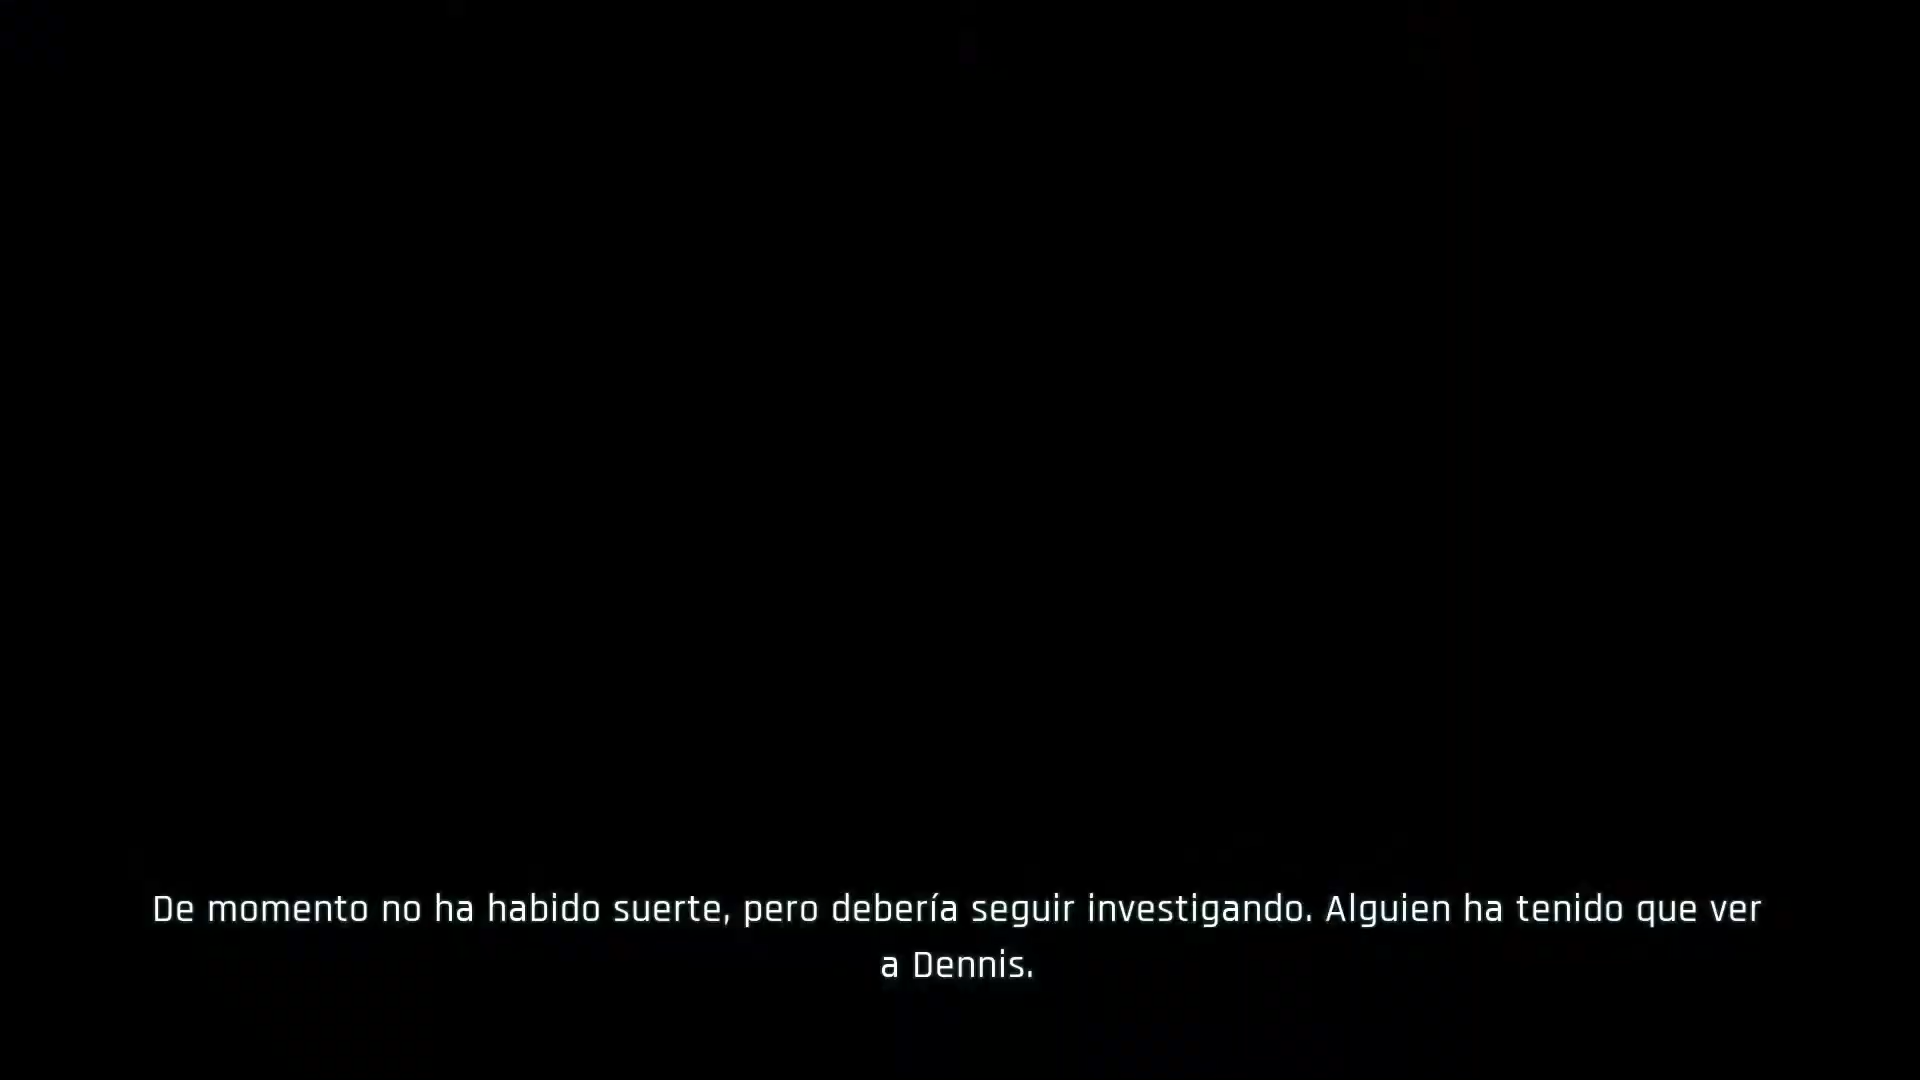 De momento no ha habido suerte, pero debería seguir investigando. Alguien ha tenido que ver
a Dennis.